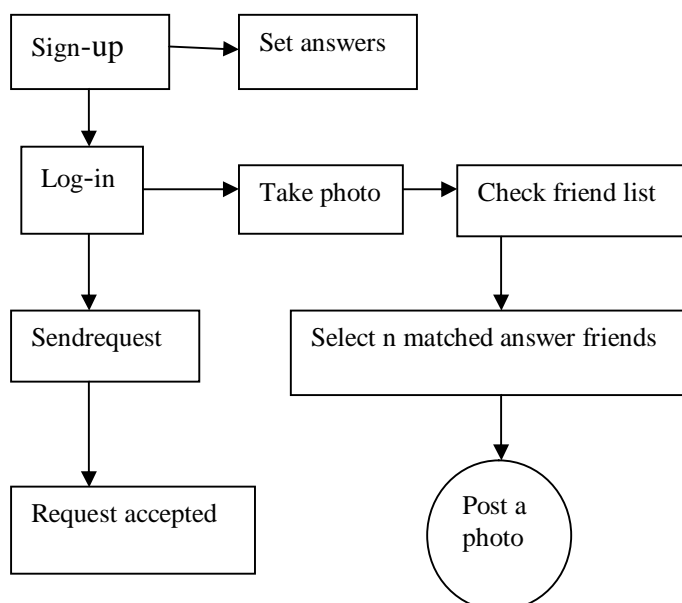 Sign-up
Set answers
Log-in
Take photo
Check friend list
Sendrequest
Select n matched answer friends
Request accepted
Post a
photo